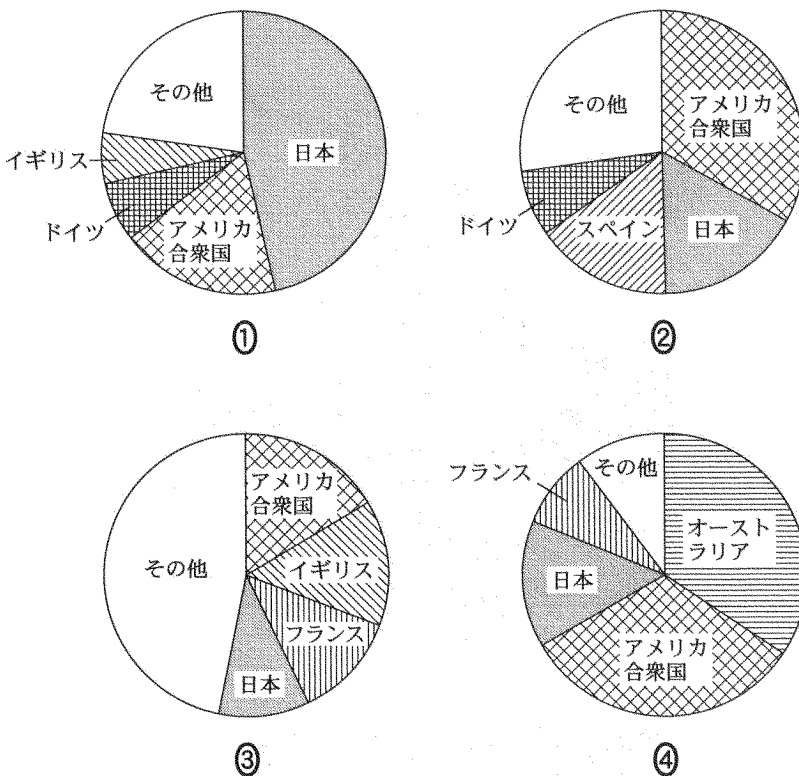 その他
日本
イギリス
ドイツ
アメリカ
合衆国
①
その他
アメリカ
合衆国
ドイツ
スペイン
日本
②
アメリカ
合衆国
その他
イギリス
フランス
日本
③
フランス
その他
オースト
ラリア
日本
アメリカ
合衆国
④